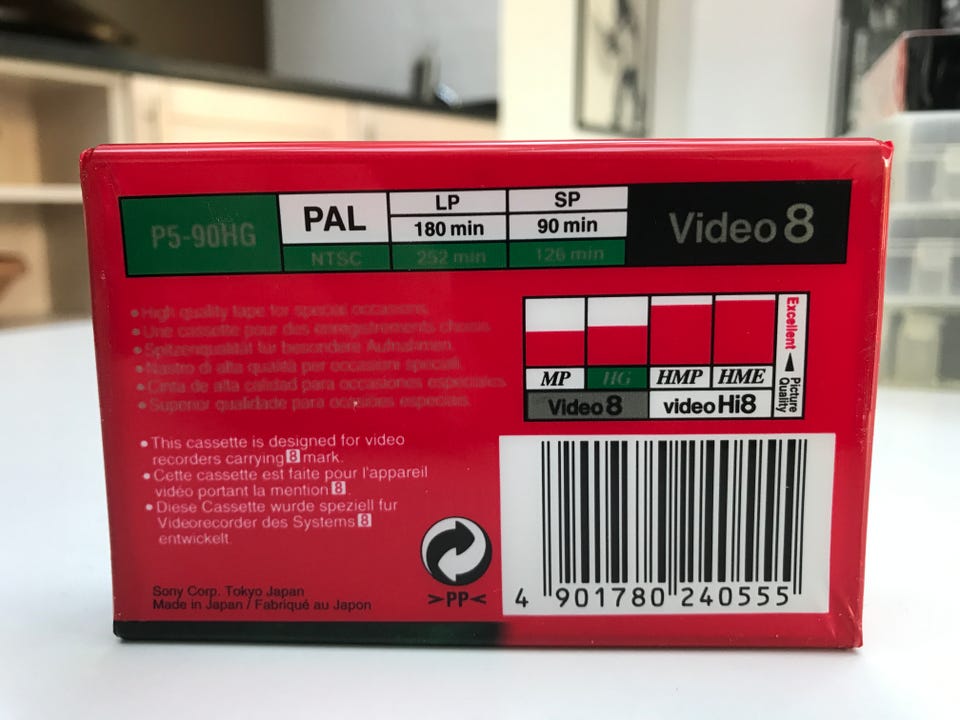 P5-90HG
PAL
LP
SP
180 min
90 min
NTSC
252 min
126 min
Video 8
•High quality tape for special occasions.
•Une cassette pour des enregistrements choisis.
•Spitzenqualität für besondere Aufnahmen.
•Nastro di alta qualità per occasioni speciali.
•Cinta de alta calidad para ocasiones especiales.
•Superior qualidade para ocasiões especiais.
MP
HG
HMP
HME
Video 8
video Hi8
Excellent
Picture
Quality
•This cassette is designed for video
recorders carrying 8 mark.
•Cette cassette est faite pour l'appareil
vidéo portant la mention 8.
•Diese Cassette wurde speziell fur
Videorecorder des Systems 8
entwickelt.
>PP<
Sony Corp. Tokyo Japan
Made in Japan / Fabriqué au Japon
4 901780 240555